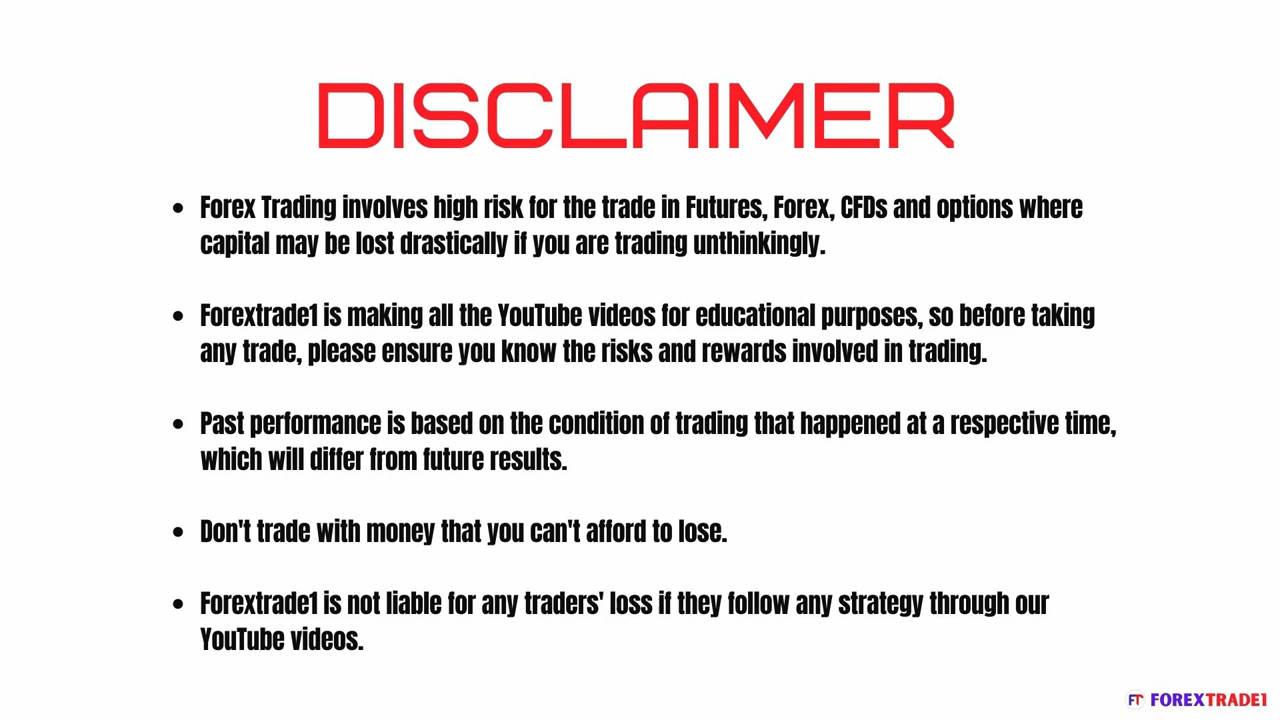 DISCLAIMER
• Forex Trading involves high risk for the trade in Futures, Forex, CFDs and options where
capital may be lost drastically if you are trading unthinkingly.
• Forextrade1 is making all the YouTube videos for educational purposes, so before taking
any trade, please ensure you know the risks and rewards involved in trading.
• Past performance is based on the condition of trading that happened at a respective time,
which will differ from future results.
• Don't trade with money that you can't afford to lose.
• Forextrade1 is not liable for any traders' loss if they follow any strategy through our
YouTube videos.
FT FOREXTRADE1